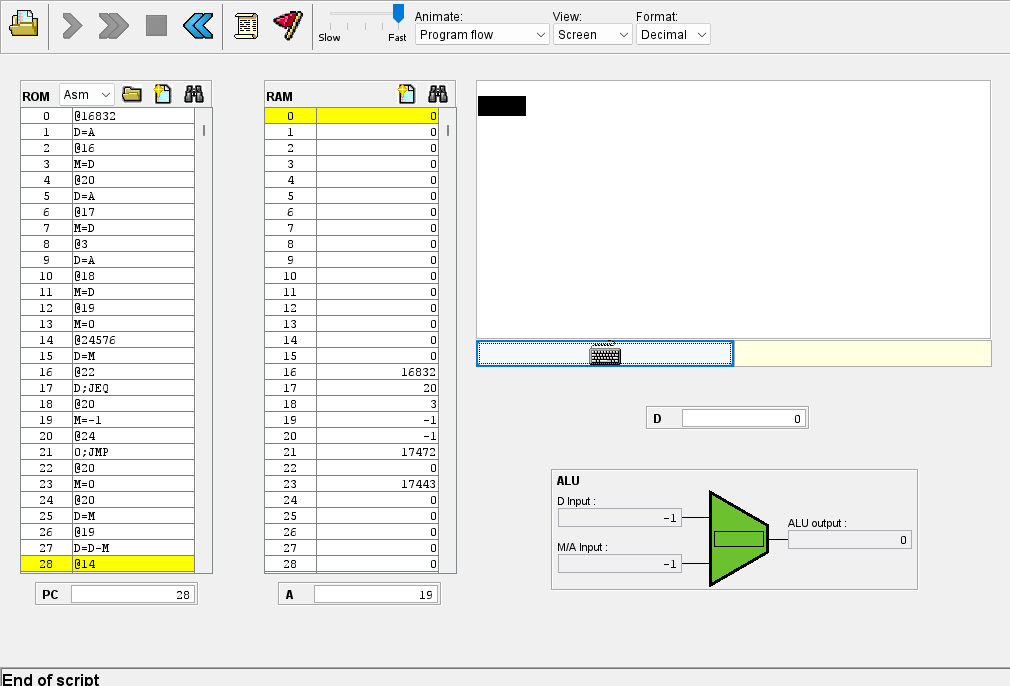 Animate: View: Format:
Slow Fast Program flow Screen Decimal
ROM Asm
0 @16832
1 D=A
2 @16
3 M=D
4 @20
5 D=A
6 @17
7 M=D
8 @3
9 D=A
10 @18
11 M=D
12 @19
13 M=0
14 @24576
15 D=M
16 @22
17 D;JEQ
18 @20
19 M=-1
20 @24
21 0;JMP
22 @20
23 M=0
24 @20
25 D=M
26 @19
27 D=D-M
28 @14
PC 28
RAM
0 0
1 0
2 0
3 0
4 0
5 0
6 0
7 0
8 0
9 0
10 0
11 0
12 0
13 0
14 0
15 0
16 16832
17 20
18 3
19 -1
20 -1
21 17472
22 0
23 17443
24 0
25 0
26 0
27 0
28 0
A 19
D 0
ALU
D Input :
-1
M/A Input :
-1
ALU output :
0
End of script